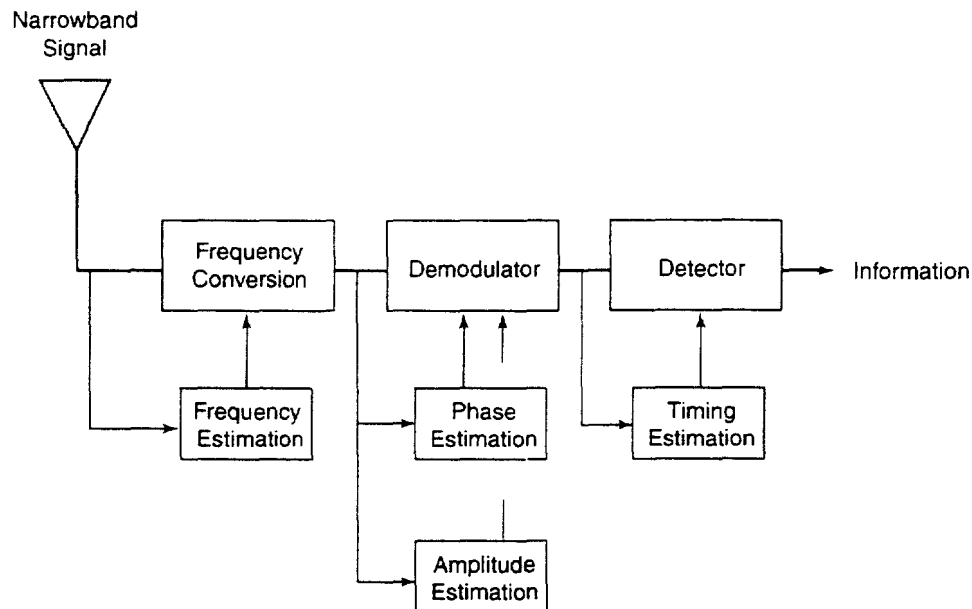 Narrowband
Signal
Frequency
Conversion
Demodulator
Detector
Information
Frequency
Estimation
Phase
Estimation
Timing
Estimation
Amplitude
Estimation